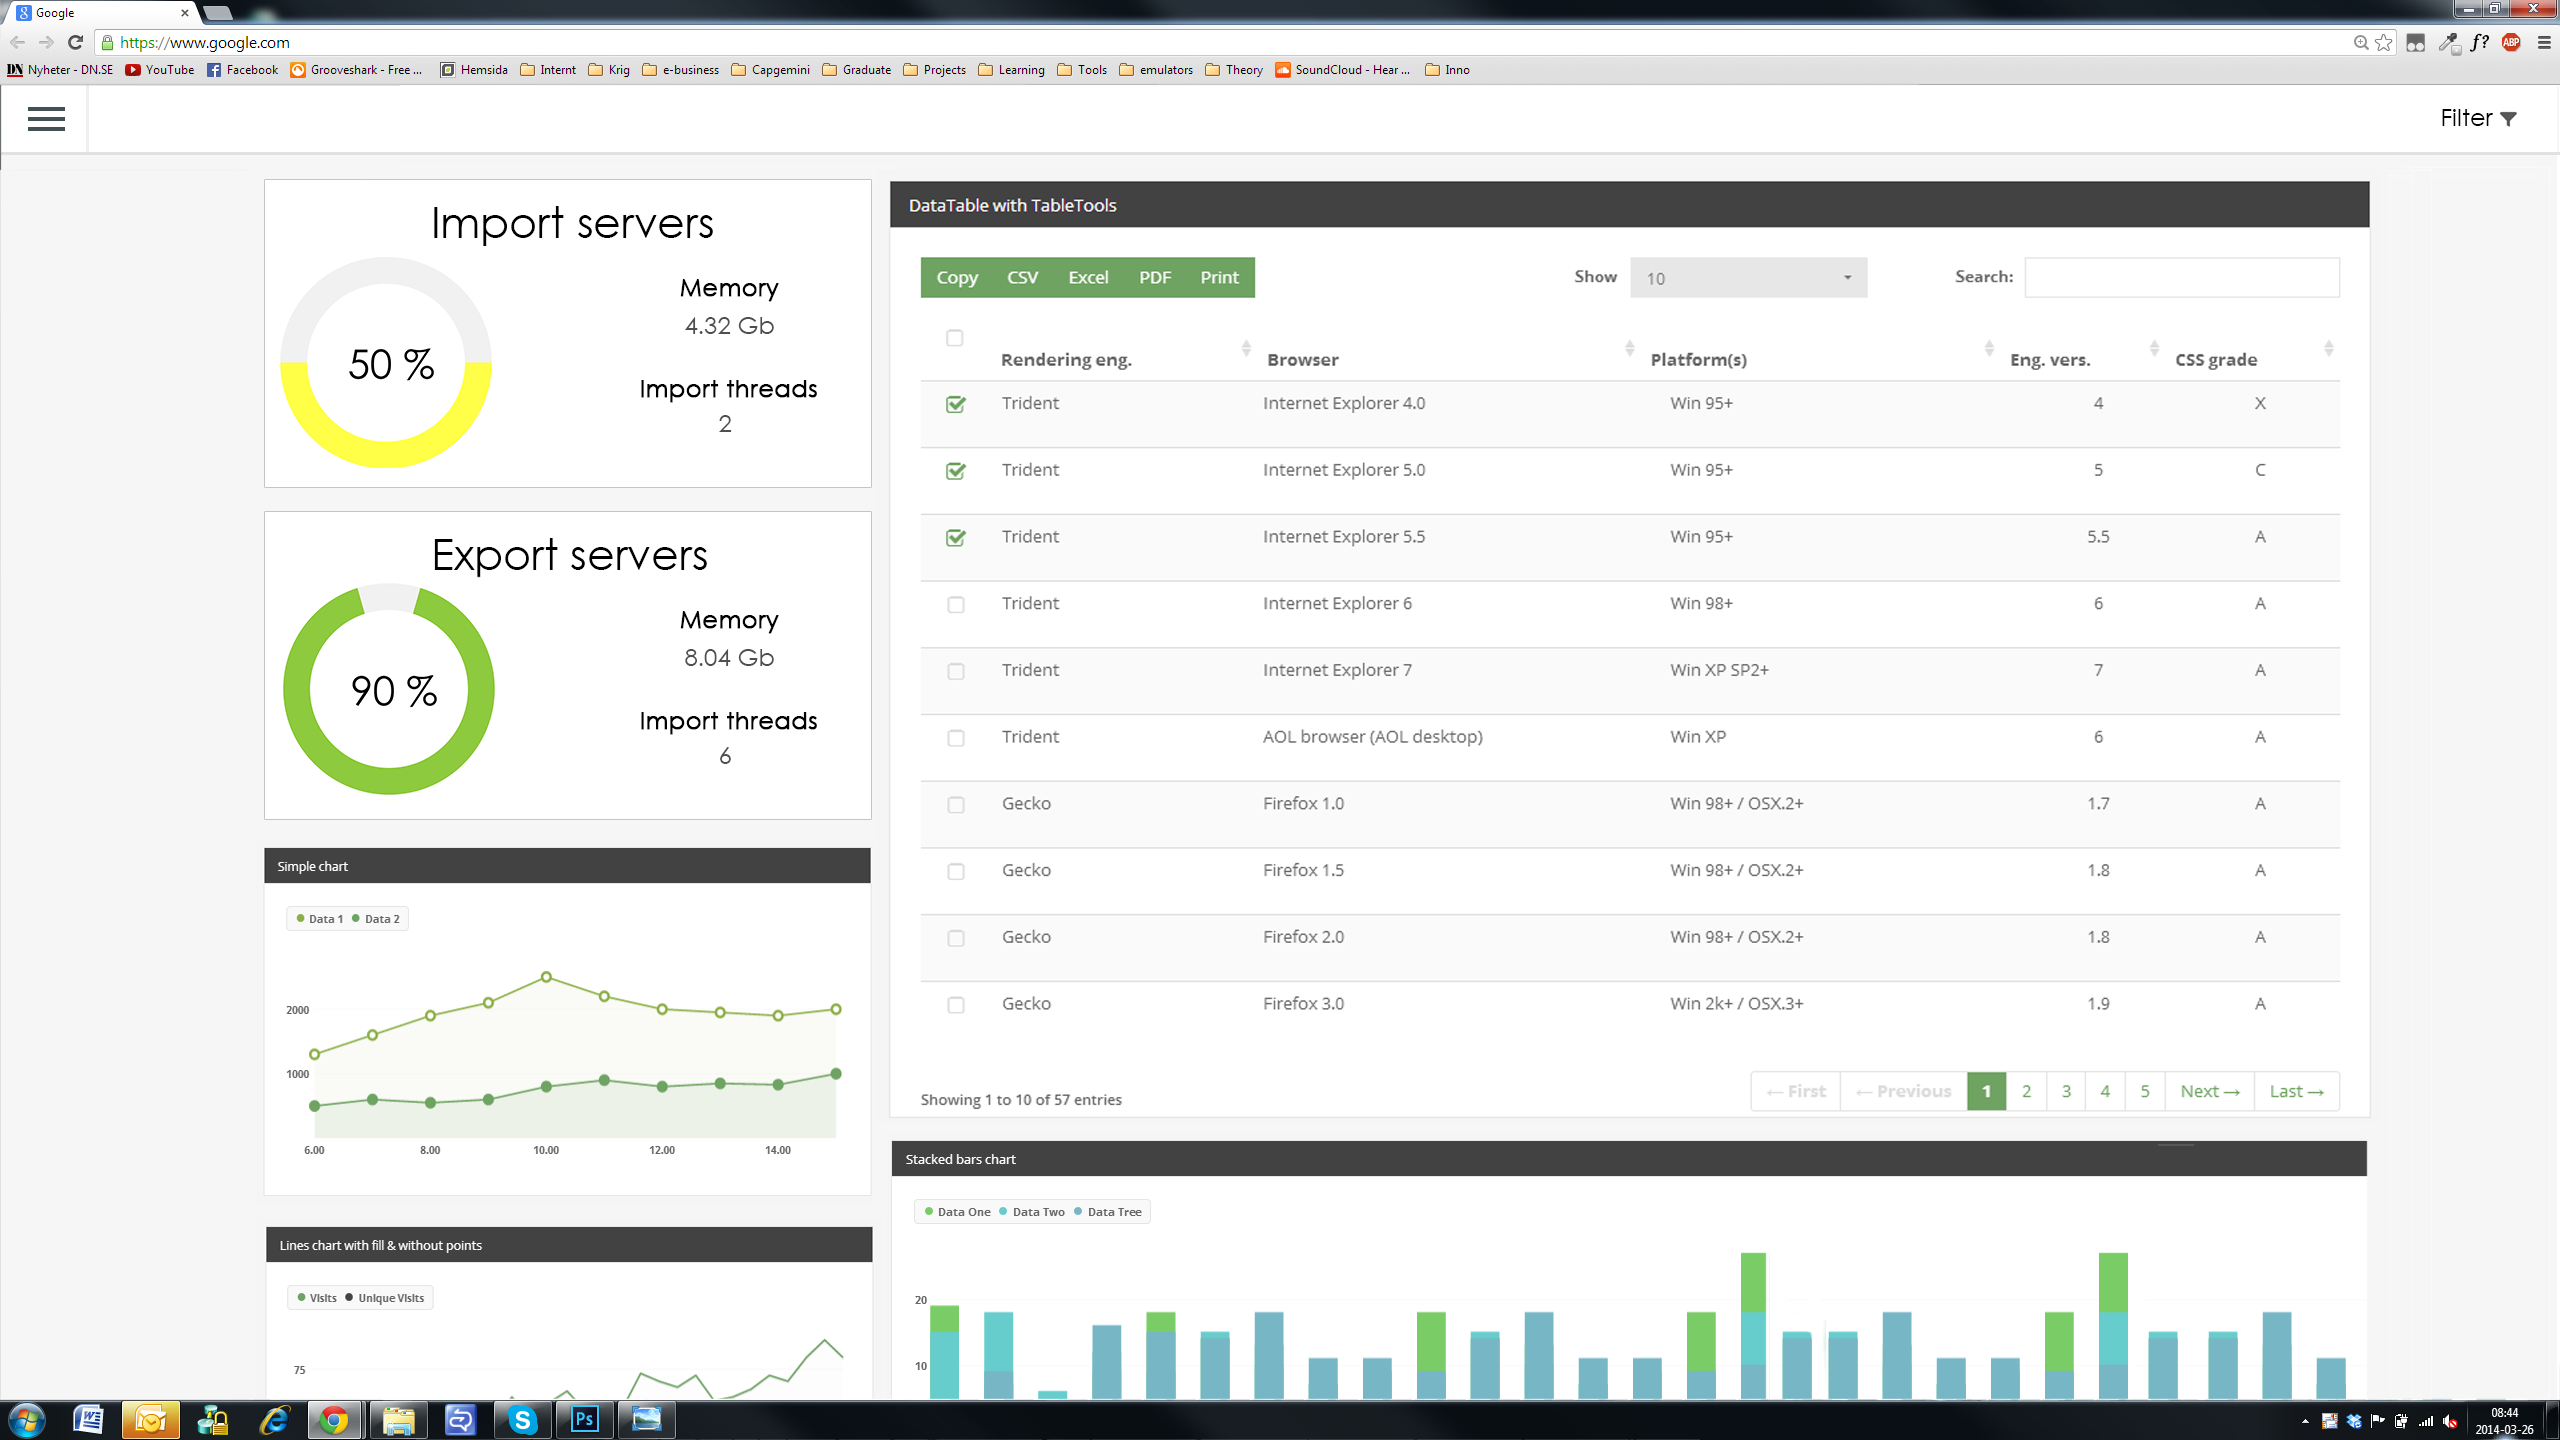 Google
https://www.google.com
f?
ABP
DN Nyheter - DN.SE YouTube Facebook Grooveshark - Free ... Hemsida Internt Krig e-business Capgemini Graduate Projects Learning Tools emulators Theory SoundCloud - Hear ... Inno
Filter
Import servers
50 %
Memory
4.32 Gb
Import threads
2
Export servers
90 %
Memory
8.04 Gb
Import threads
6
Simple chart
Data 1 Data 2
2000
1000
6.00 8.00 10.00 12.00 14.00
Lines chart with fill & without points
Visits Unique Visits
75
DataTable with TableTools
Copy CSV Excel PDF Print
Show 10 Search:
Rendering eng. Browser Platform(s) Eng. vers. CSS grade
Trident Internet Explorer 4.0 Win 95+ 4 X
Trident Internet Explorer 5.0 Win 95+ 5 C
Trident Internet Explorer 5.5 Win 95+ 5.5 A
Trident Internet Explorer 6 Win 98+ 6 A
Trident Internet Explorer 7 Win XP SP2+ 7 A
Trident AOL browser (AOL desktop) Win XP 6 A
Gecko Firefox 1.0 Win 98+ / OSX.2+ 1.7 A
Gecko Firefox 1.5 Win 98+ / OSX.2+ 1.8 A
Gecko Firefox 2.0 Win 98+ / OSX.2+ 1.8 A
Gecko Firefox 3.0 Win 2k+ / OSX.3+ 1.9 A
Showing 1 to 10 of 57 entries
← First ← Previous 1 2 3 4 5 Next → Last →
Stacked bars chart
Data One Data Two Data Tree
20
10
Ps
08:44
2014-03-26